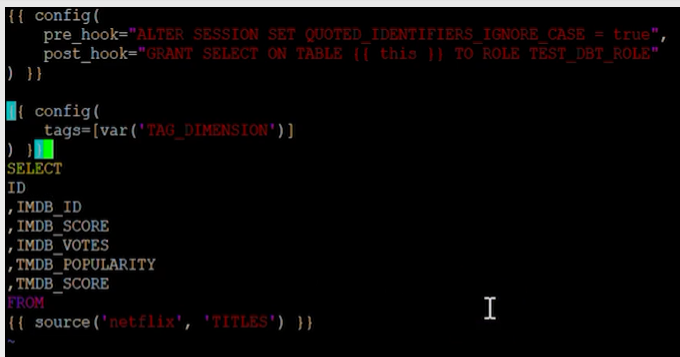 {{ config(
pre_hook="ALTER SESSION SET QUOTED_IDENTIFIERS_IGNORE_CASE = true",
post_hook="GRANT SELECT ON TABLE {{ this }} TO ROLE TEST_DBT_ROLE"
) }}
{{ config(
tags=[var('TAG_DIMENSION')]
) }}
SELECT
ID
,IMDB_ID
,IMDB_SCORE
,IMDB_VOTES
,TMDB_POPULARITY
,TMDB_SCORE
FROM
{{ source('netflix', 'TITLES') }}
~